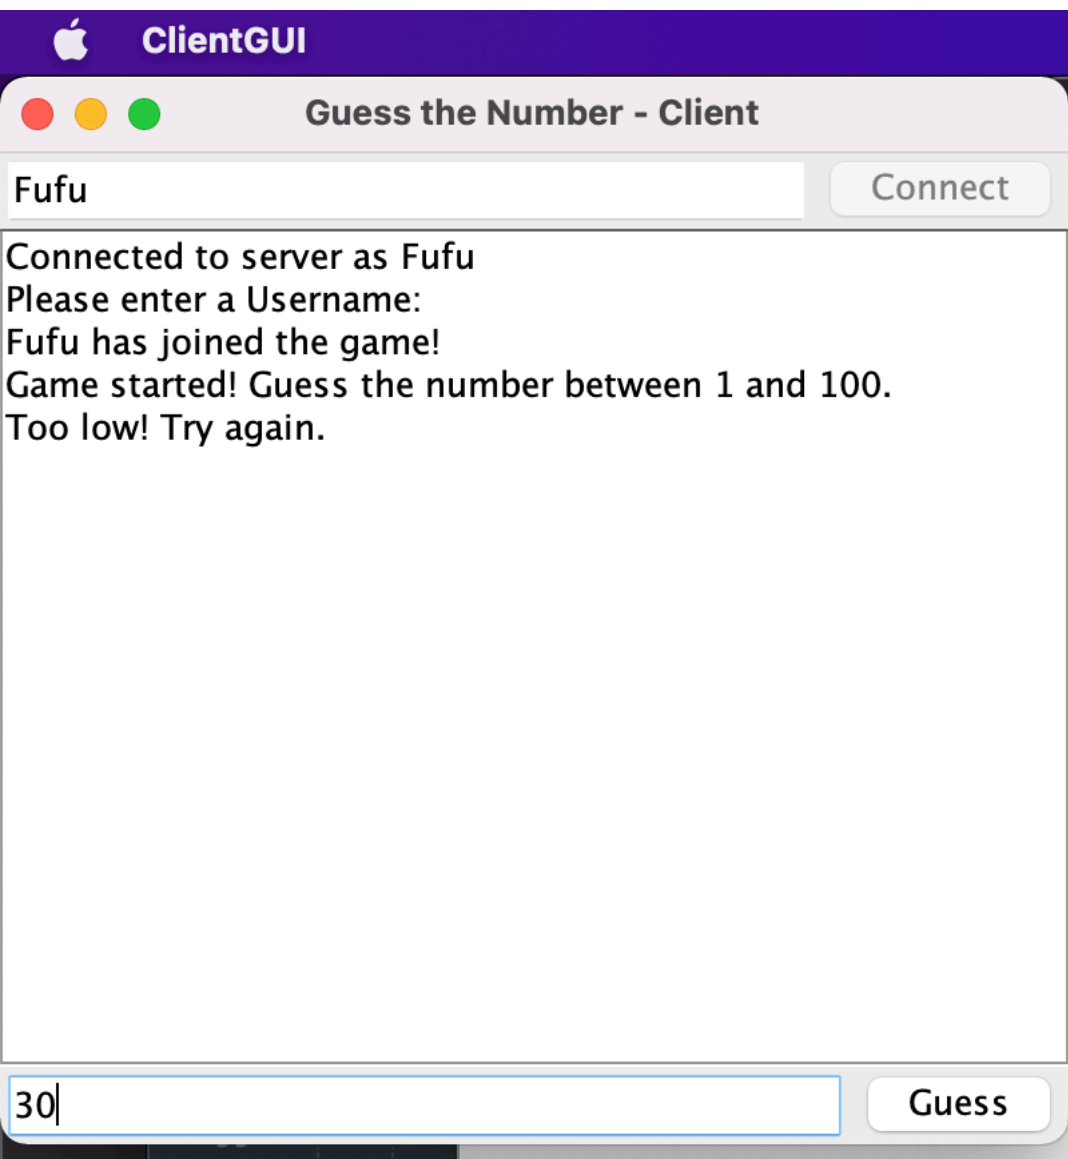 ClientGUI
Guess the Number - Client
Fufu
Connect
Connected to server as Fufu
Please enter a Username:
Fufu has joined the game!
Game started! Guess the number between 1 and 100.
Too low! Try again.
30
Guess